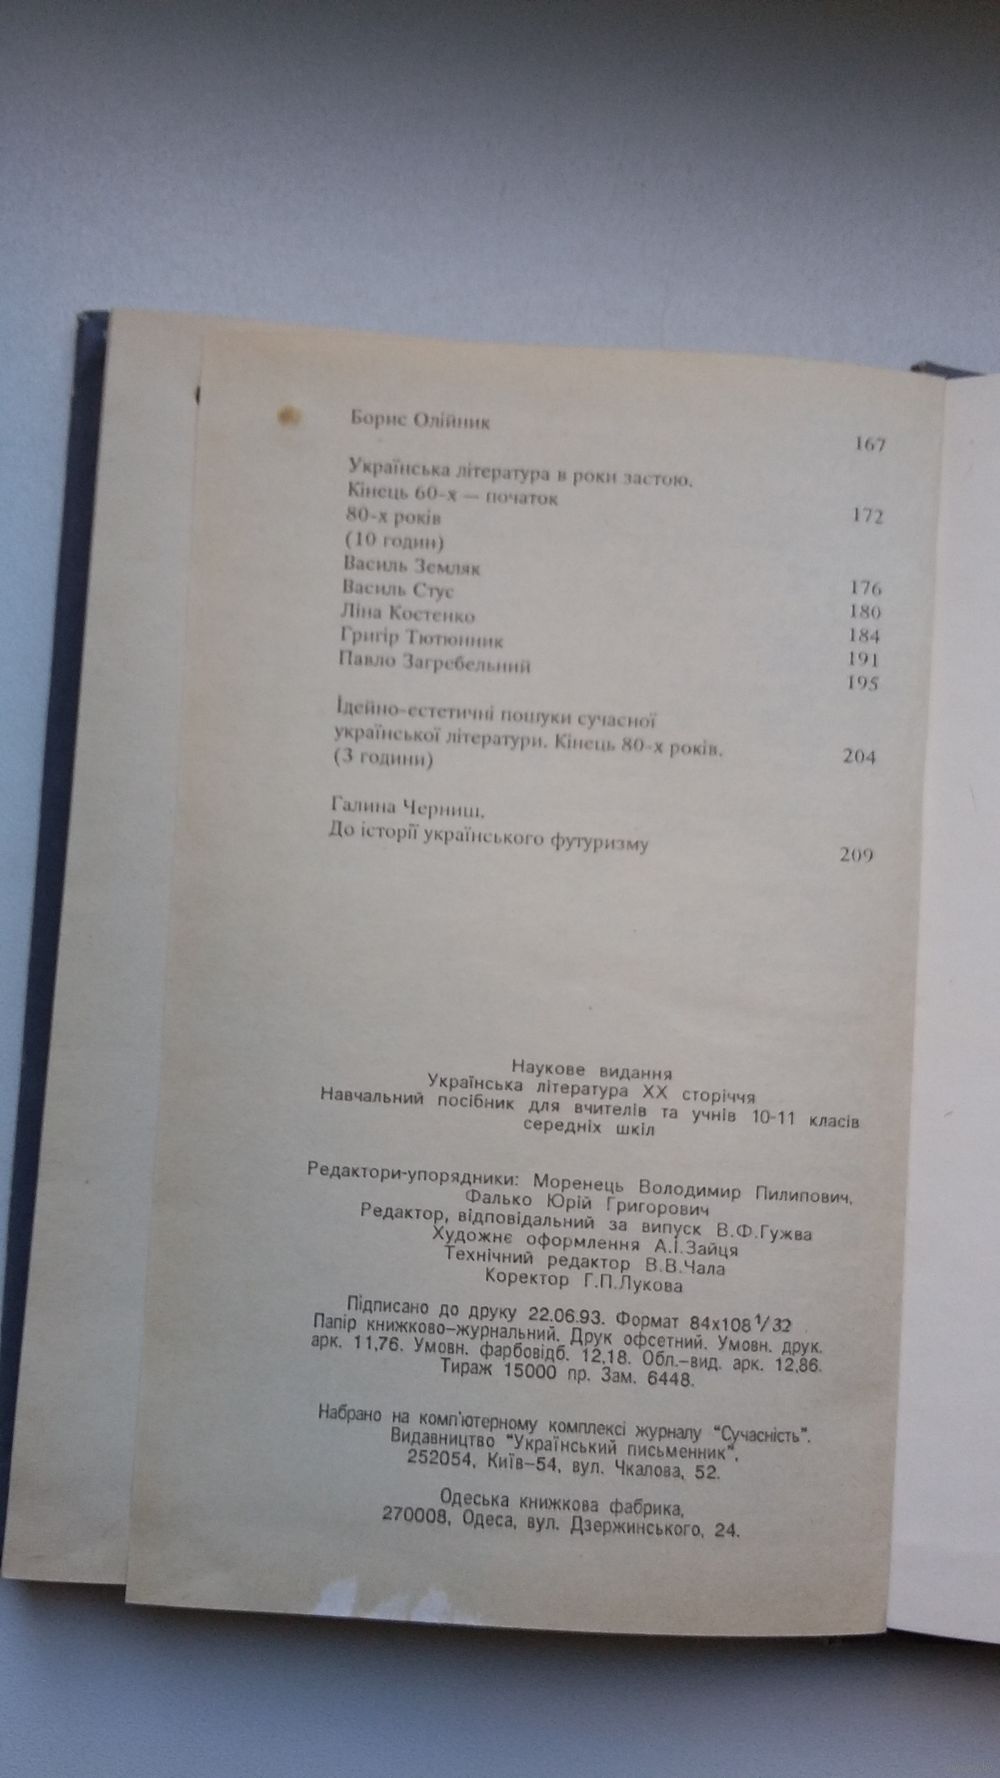 Борис Олійник 167
Українська література в роки застою.
Кінець 60-х — початок
80-х років 172
(10 годин)
Василь Земляк 176
Василь Стус 180
Ліна Костенко 184
Григір Тютюнник 191
Павло Загребельний 195
Ідейно-естетичні пошуки сучасної
української літератури. Кінець 80-х років.
(3 години) 204
Галина Черниш.
До історії українського футуризму 209
Наукове видання
Українська література XX сторіччя
Навчальний посібник для вчителів та учнів 10-11 класів
середніх шкіл
Редактори-упорядники: Моренець Володимир Пилипович,
Фалько Юрій Григорович
Редактор, відповідальний за випуск В.Ф.Гужва
Художнє оформлення А.І.Зайця
Технічний редактор В.В.Чала
Коректор Г.П.Лукова
Підписано до друку 22.06.93. Формат 84х108 1/32
Папір книжково–журнальний. Друк офсетний. Умовн. друк.
арк. 11,76. Умовн. фарбовідб. 12,18. Обл.–вид. арк. 12,86.
Тираж 15000 пр. Зам. 6448.
Набрано на комп'ютерному комплексі журналу "Сучасність".
Видавництво "Український письменник",
252054, Київ–54, вул. Чкалова, 52.
Одеська книжкова фабрика,
270008, Одеса, вул. Дзержинського, 24.